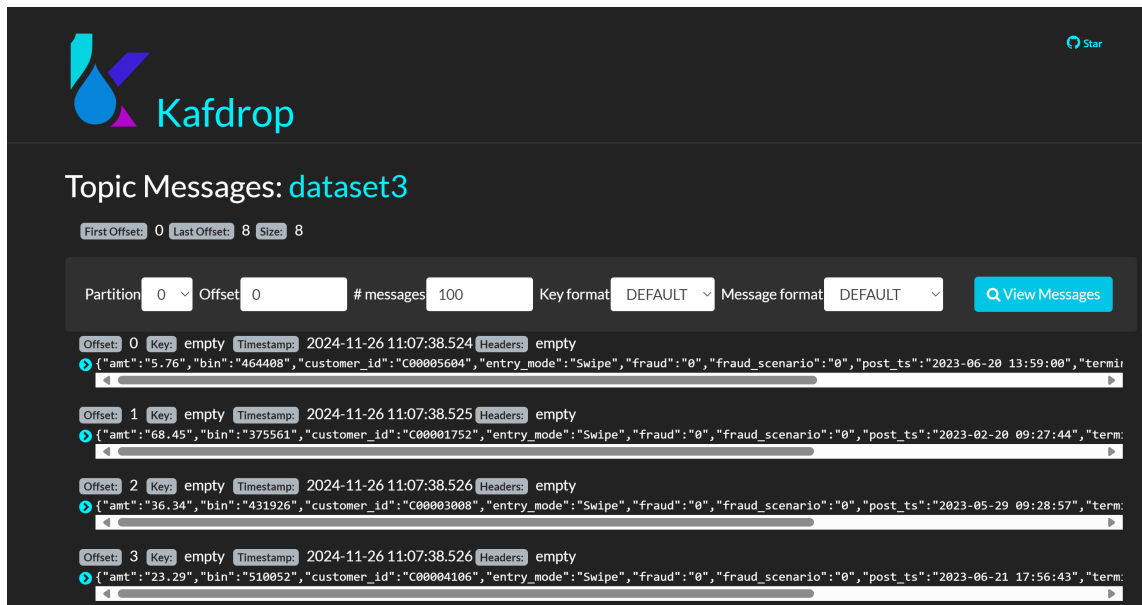 Star
Kafdrop
Topic Messages: dataset3
First Offset: 0 Last Offset: 8 Size: 8
Partition 0 Offset 0 # messages 100 Key format DEFAULT Message format DEFAULT View Messages
Offset: 0 Key: empty Timestamp: 2024-11-26 11:07:38.524 Headers: empty
{"amt":"5.76","bin":"464408","customer_id":"C00005604","entry_mode":"Swipe","fraud":"0","fraud_scenario":"0","post_ts":"2023-06-20 13:59:00","termin
Offset: 1 Key: empty Timestamp: 2024-11-26 11:07:38.525 Headers: empty
{"amt":"68.45","bin":"375561","customer_id":"C00001752","entry_mode":"Swipe","fraud":"0","fraud_scenario":"0","post_ts":"2023-02-20 09:27:44","term
Offset: 2 Key: empty Timestamp: 2024-11-26 11:07:38.526 Headers: empty
{"amt":"36.34","bin":"431926","customer_id":"C00003008","entry_mode":"Swipe","fraud":"0","fraud_scenario":"0","post_ts":"2023-05-29 09:28:57","term
Offset: 3 Key: empty Timestamp: 2024-11-26 11:07:38.526 Headers: empty
{"amt":"23.29","bin":"510052","customer_id":"C00004106","entry_mode":"Swipe","fraud":"0","fraud_scenario":"0","post_ts":"2023-06-21 17:56:43","term